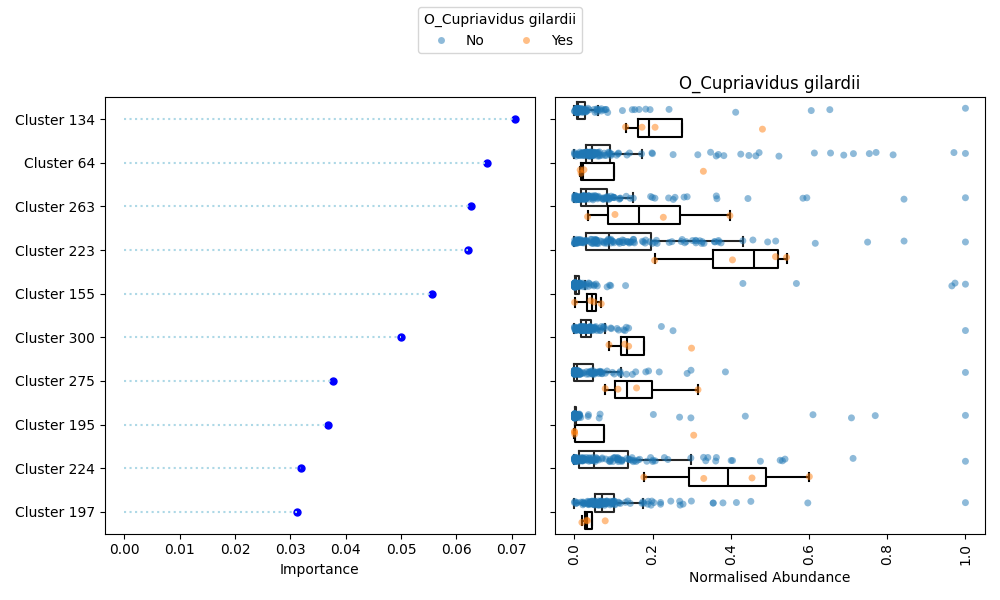 O_Cupriavidus gilardii
No Yes
O_Cupriavidus gilardii
Cluster 134
Cluster 64
Cluster 263
Cluster 223
Cluster 155
Cluster 300
Cluster 275
Cluster 195
Cluster 224
Cluster 197
0.00 0.01 0.02 0.03 0.04 0.05 0.06 0.07
Importance
0.0 0.2 0.4 0.6 0.8 1.0
Normalised Abundance